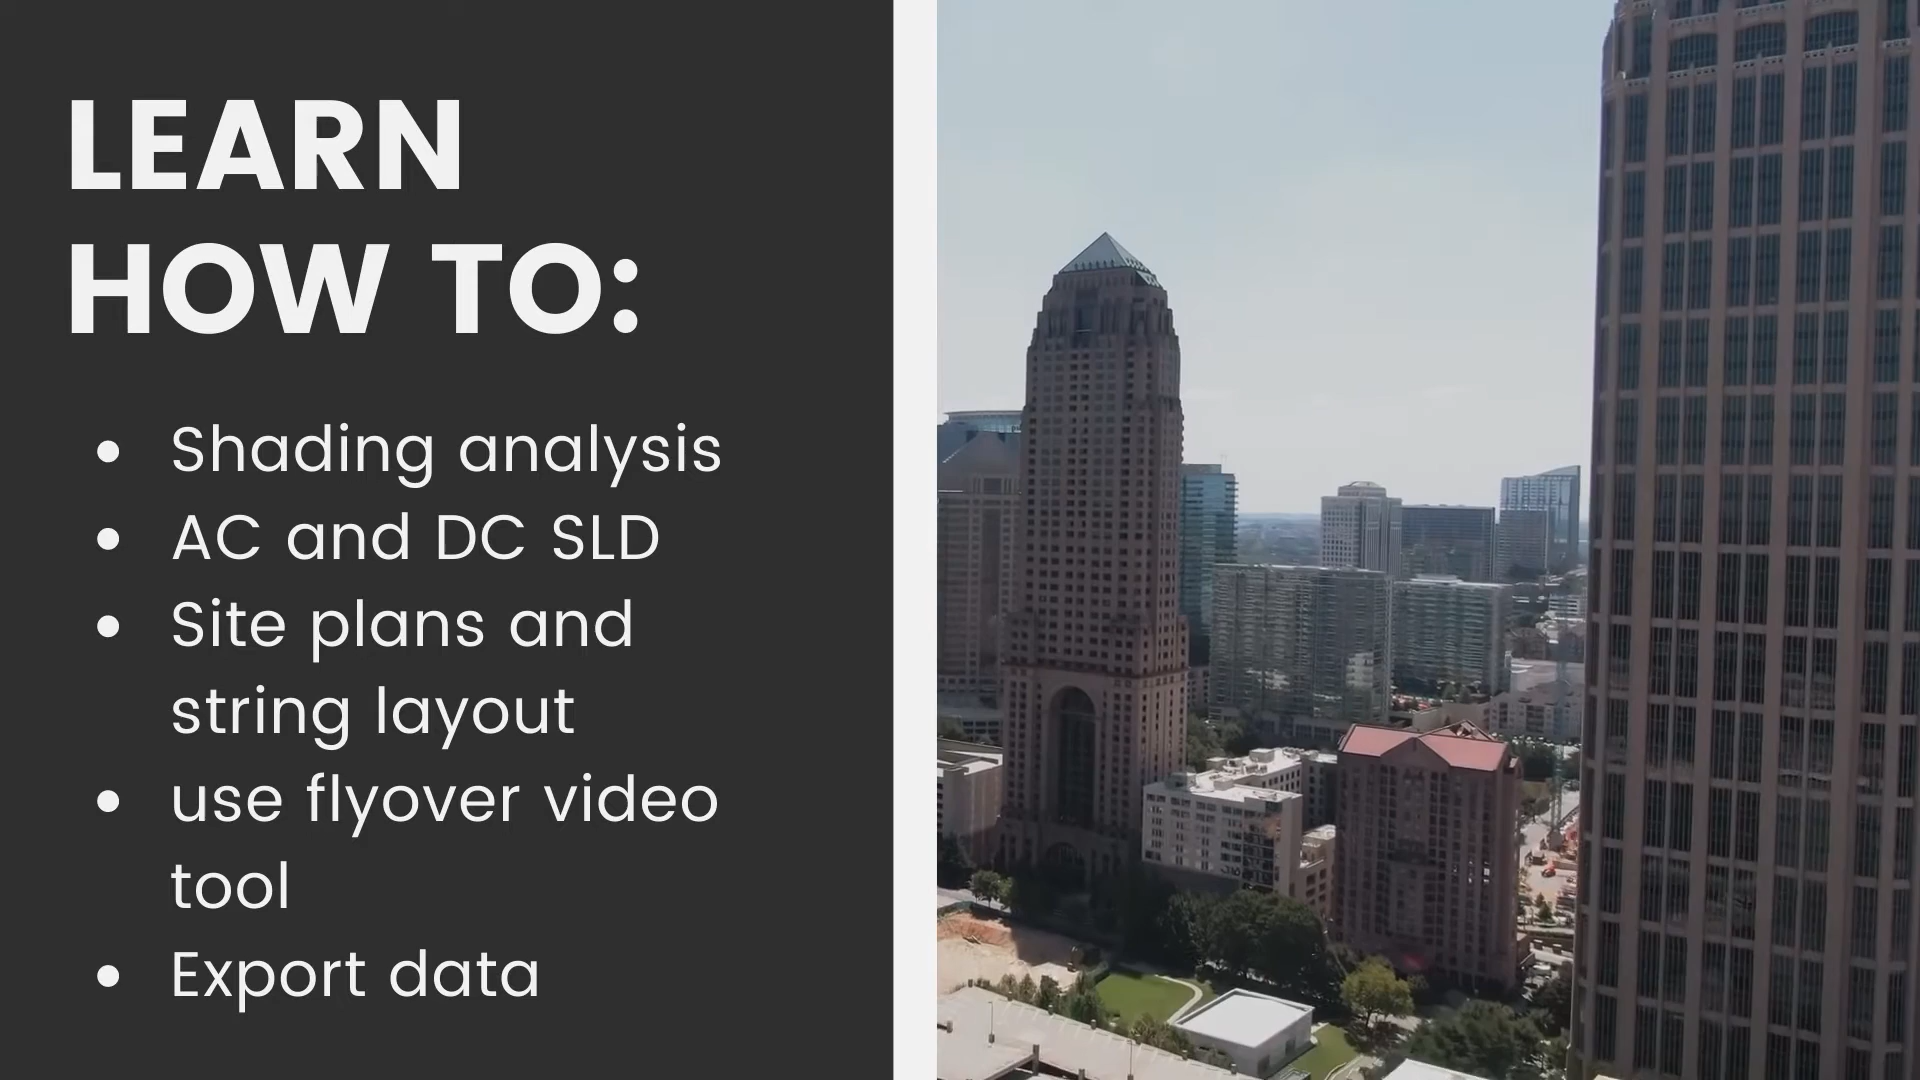 LEARN
HOW TO:
• Shading analysis
• AC and DC SLD
• Site plans and
string layout
• use flyover video
tool
• Export data